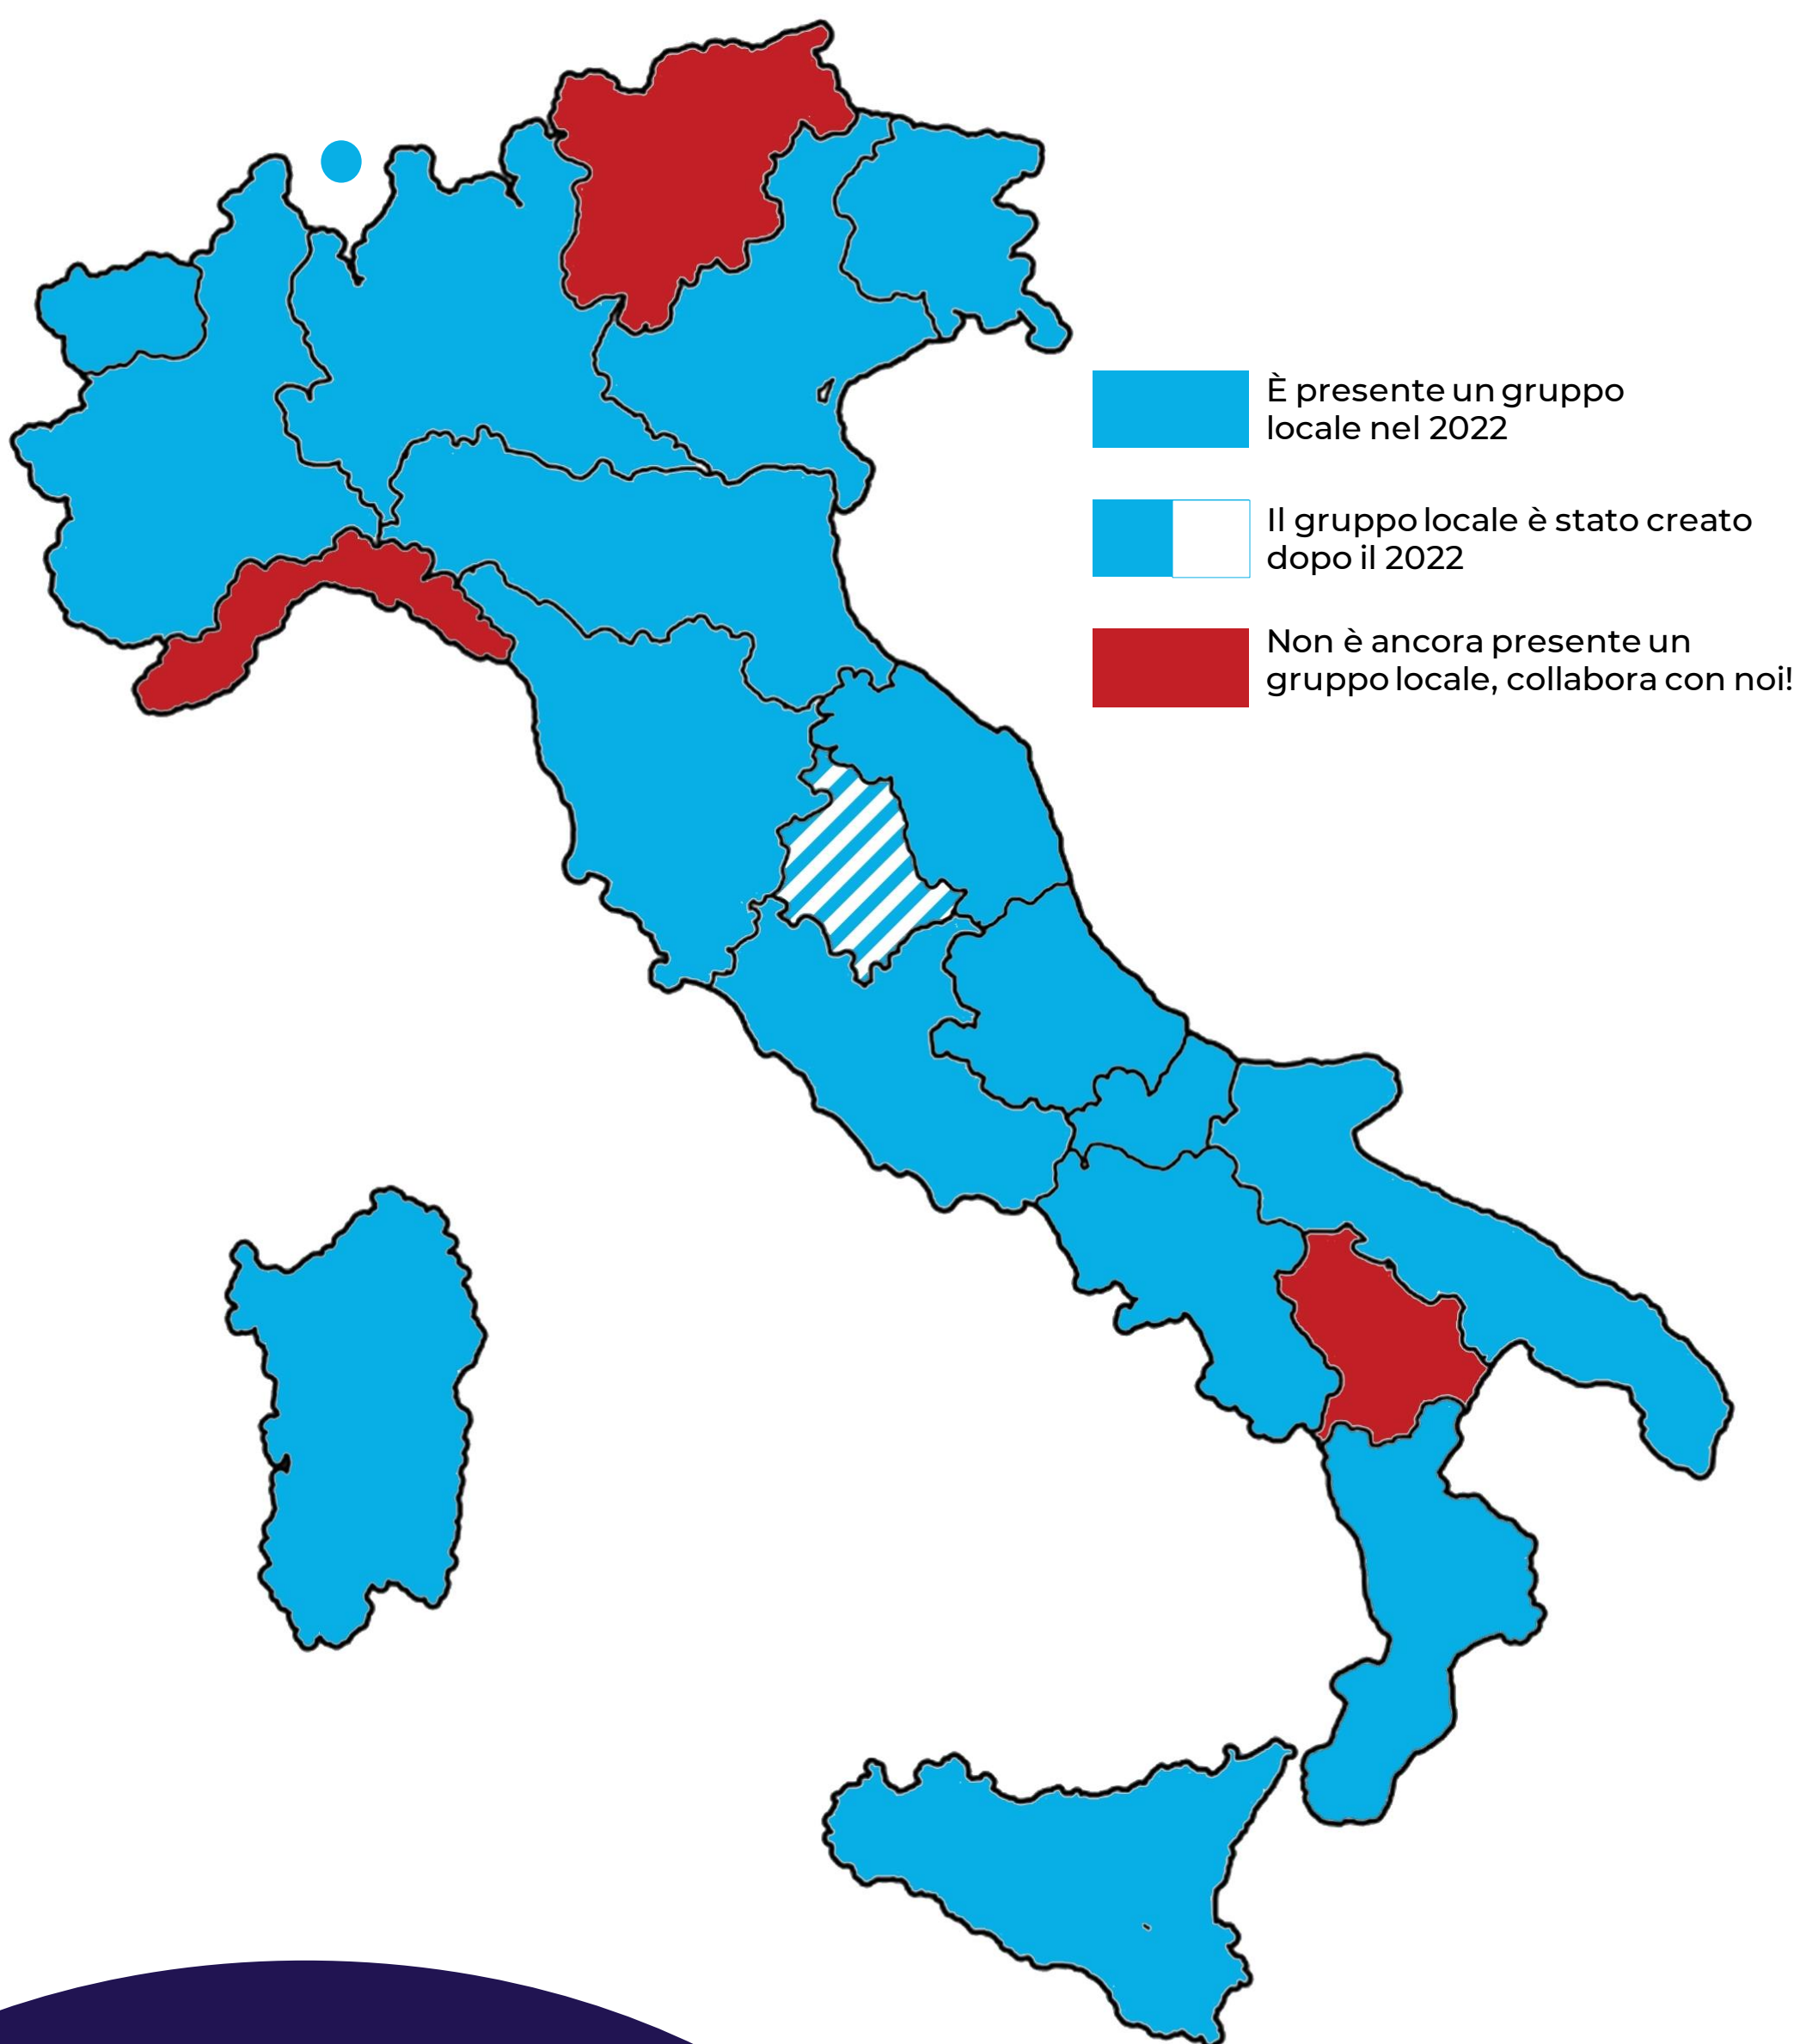 È presente un gruppo
locale nel 2022
Il gruppo locale è stato creato
dopo il 2022
Non è ancora presente un
gruppo locale, collabora con noi!